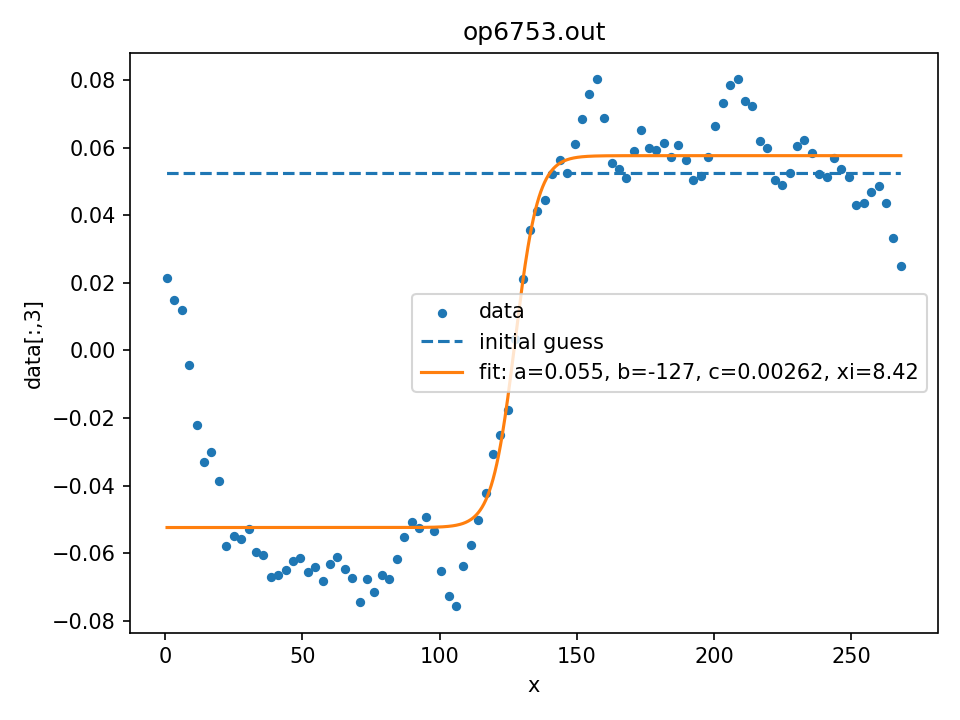 op6753.out
0.08
0.06
0.04
0.02
0.00
−0.02
−0.04
−0.06
−0.08
data[:,3]
data
initial guess
fit: a=0.055, b=-127, c=0.00262, xi=8.42
0 50 100 150 200 250
x